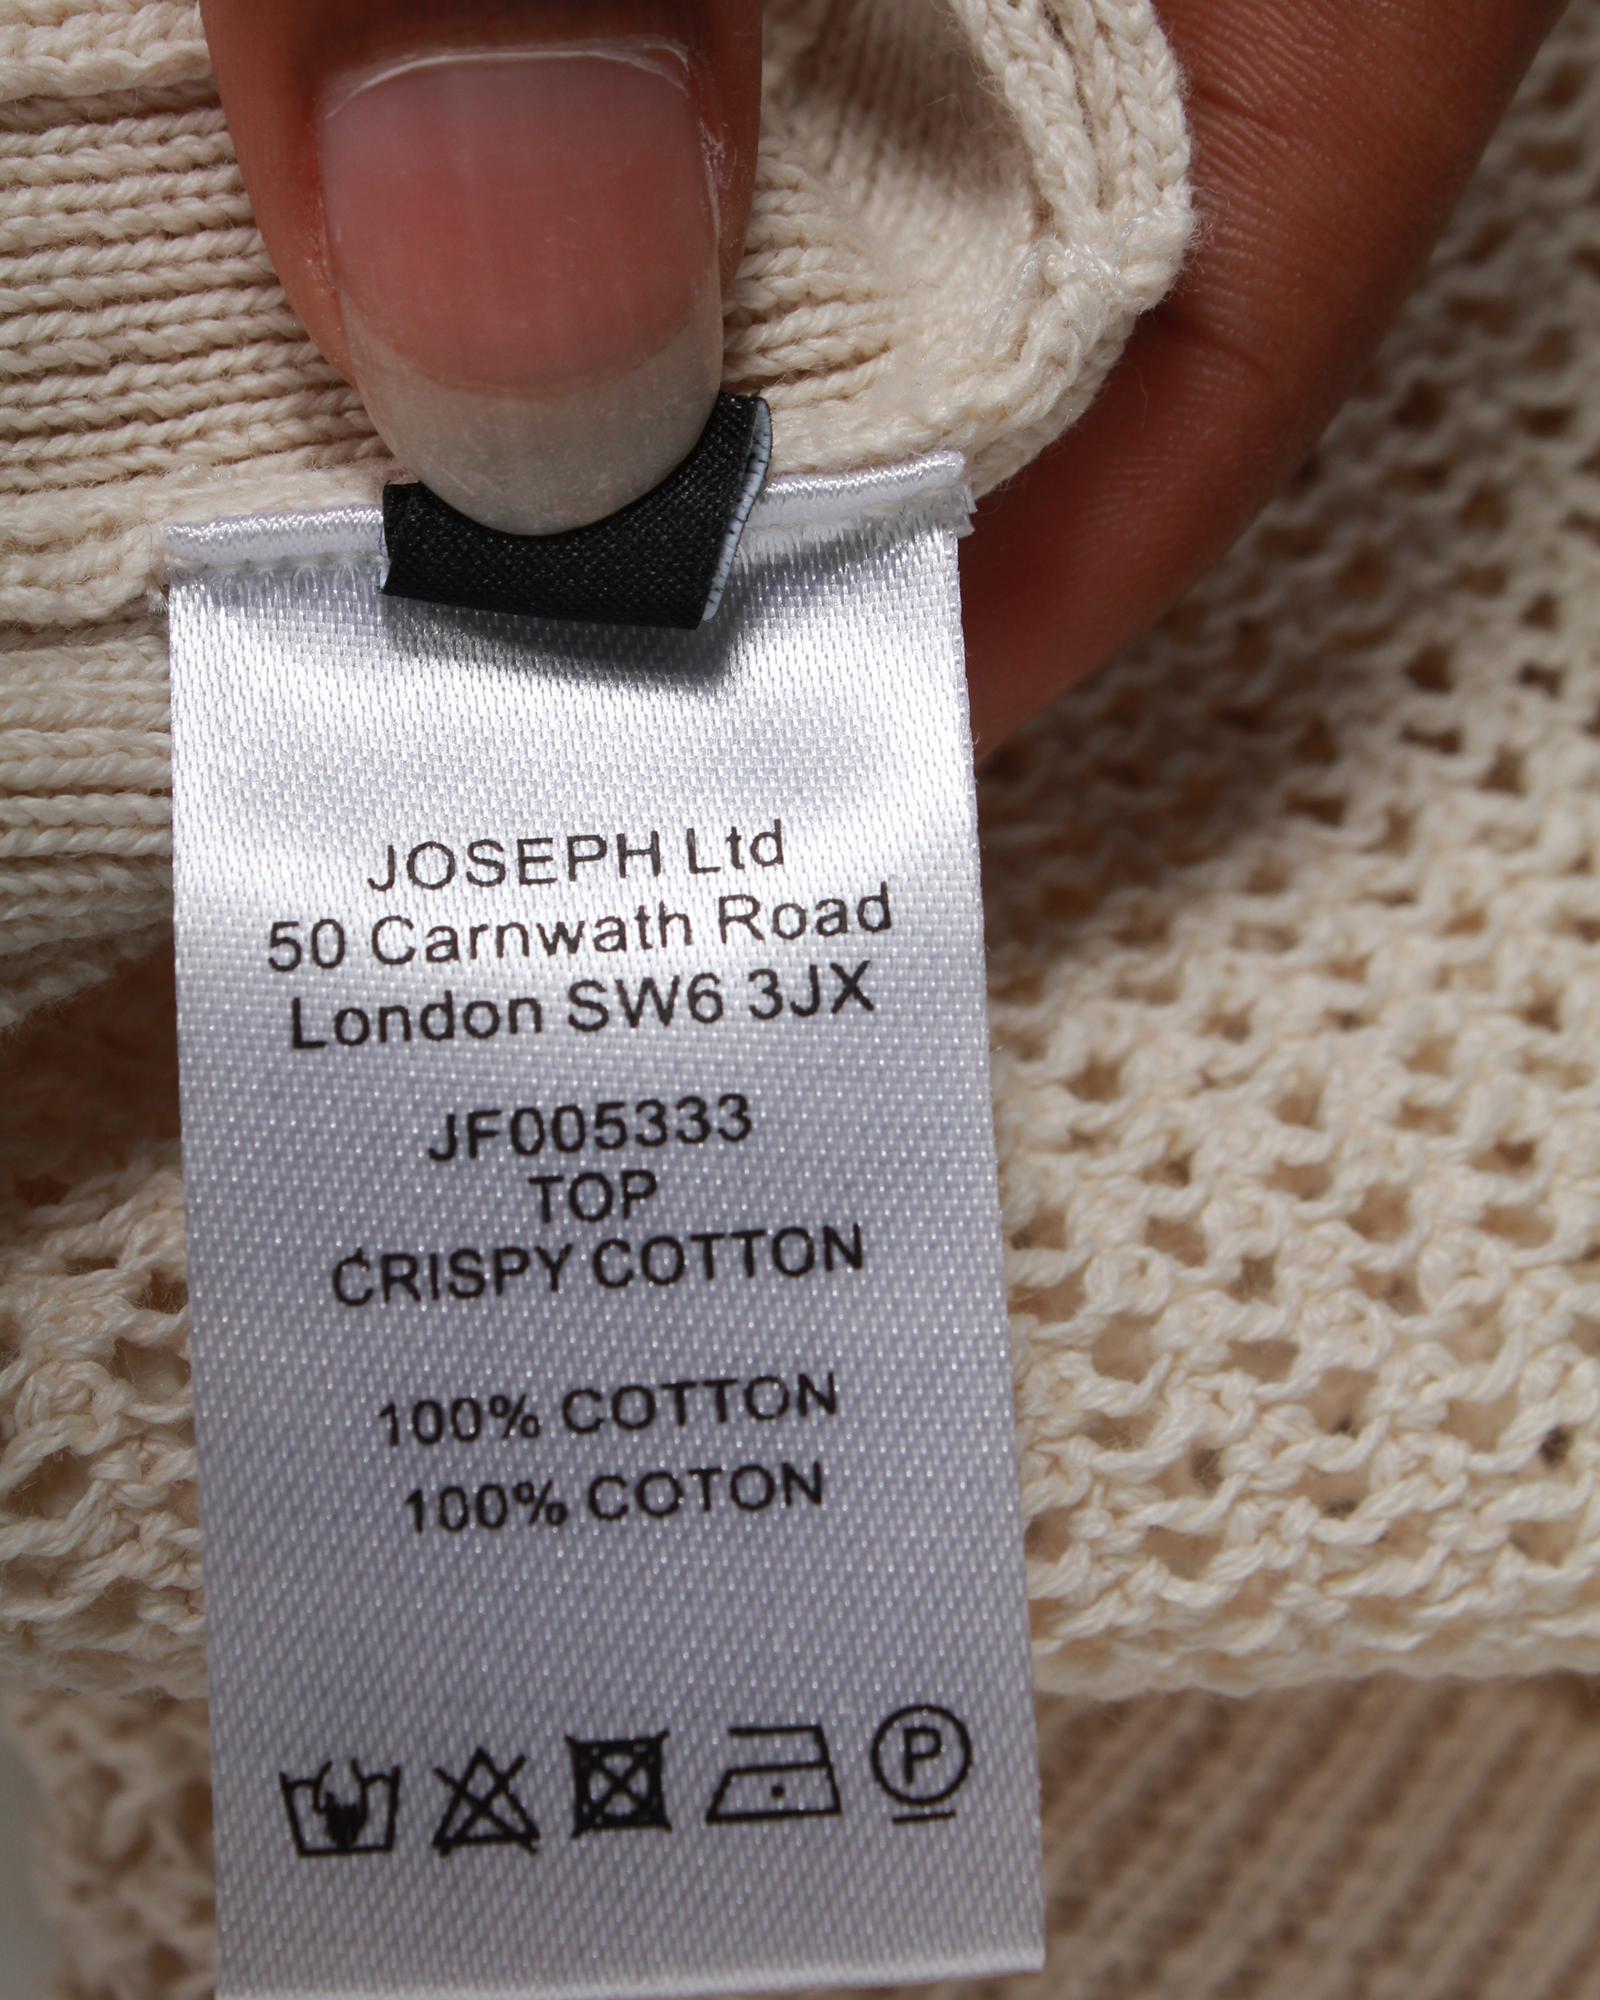 JOSEPH Ltd
50 Carnwath Road
London SW6 3JX
JF005333
TOP
CRISPY COTTON
100% COTTON
100% COTON
P